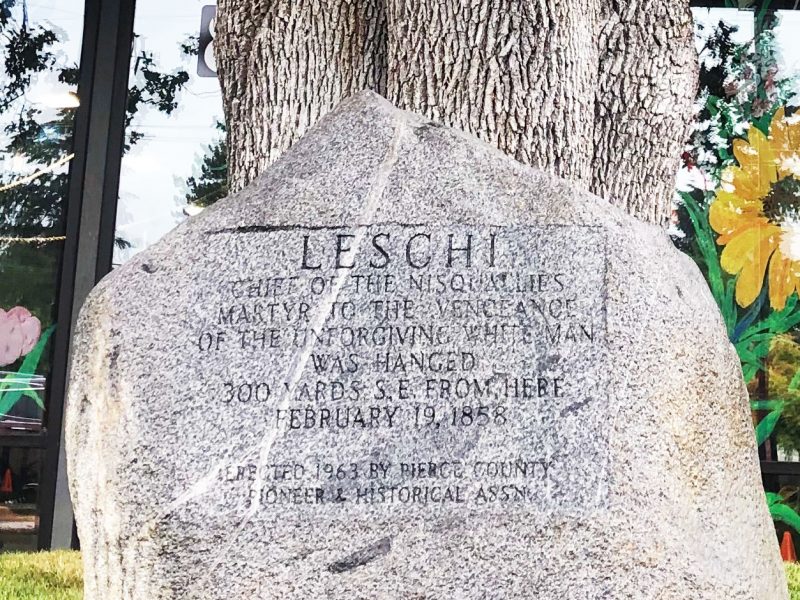 LESCHI
CHIEF OF THE NISQUALLIES
MARTYR TO THE VENGEANCE
OF THE UNFORGIVING WHITE MAN
WAS HANGED
300 YARDS S.E. FROM HERE
FEBRUARY 19, 1858
ERECTED 1963 BY PIERCE COUNTY
PIONEER & HISTORICAL ASSN.